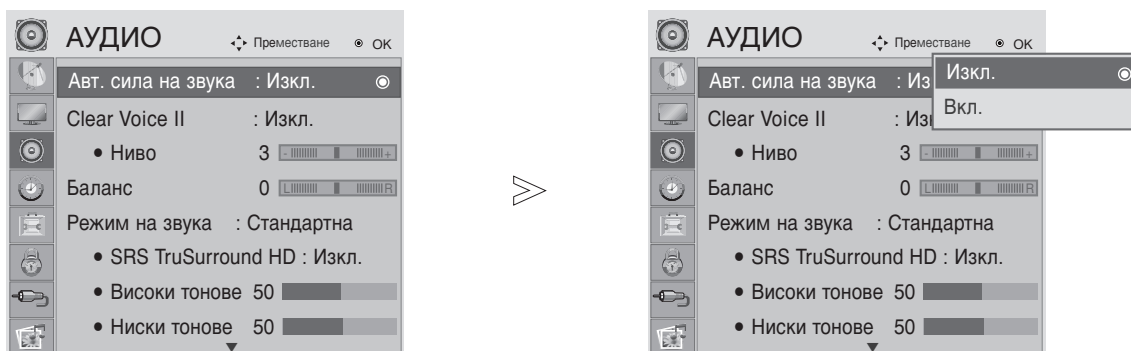 АУДИО Преместване OK
Авт. сила на звука : Изкл.
Clear Voice II : Изкл.
• Ниво 3 - +
Баланс 0 L R
Режим на звука : Стандартна
• SRS TruSurround HD : Изкл.
• Високи тонове 50
• Ниски тонове 50
АУДИО Преместване OK
Авт. сила на звука : Из
Изкл.
Вкл.
Clear Voice II : Из
• Ниво 3 - +
Баланс 0 L R
Режим на звука : Стандартна
• SRS TruSurround HD : Изкл.
• Високи тонове 50
• Ниски тонове 50